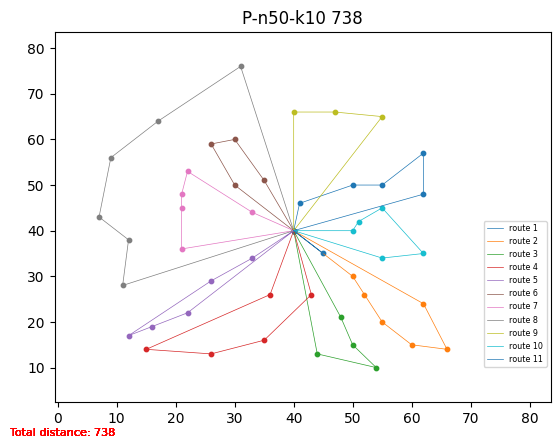 P-n50-k10 738
80
70
60
50
40
30
20
10
0 10 20 30 40 50 60 70 80
route 1
route 2
route 3
route 4
route 5
route 6
route 7
route 8
route 9
route 10
route 11
Total distance: 738